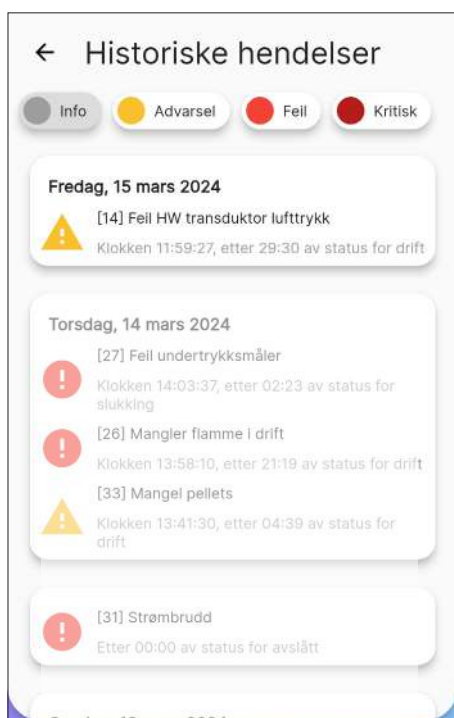 Historiske hendelser
Info
Advarsel
Feil
Kritisk
Fredag, 15 mars 2024
[14] Feil HW transduktor lufttrykk
Klokken 11:59:27, etter 29:30 av status for drift
Torsdag, 14 mars 2024
[27] Feil undertrykksmåler
Klokken 14:03:37, etter 02:23 av status for
slukking
[26] Mangler flamme i drift
Klokken 13:58:10, etter 21:19 av status for drift
[33] Mangel pellets
Klokken 13:41:30, etter 04:39 av status for
drift
[31] Strømbrudd
Etter 00:00 av status for avslått